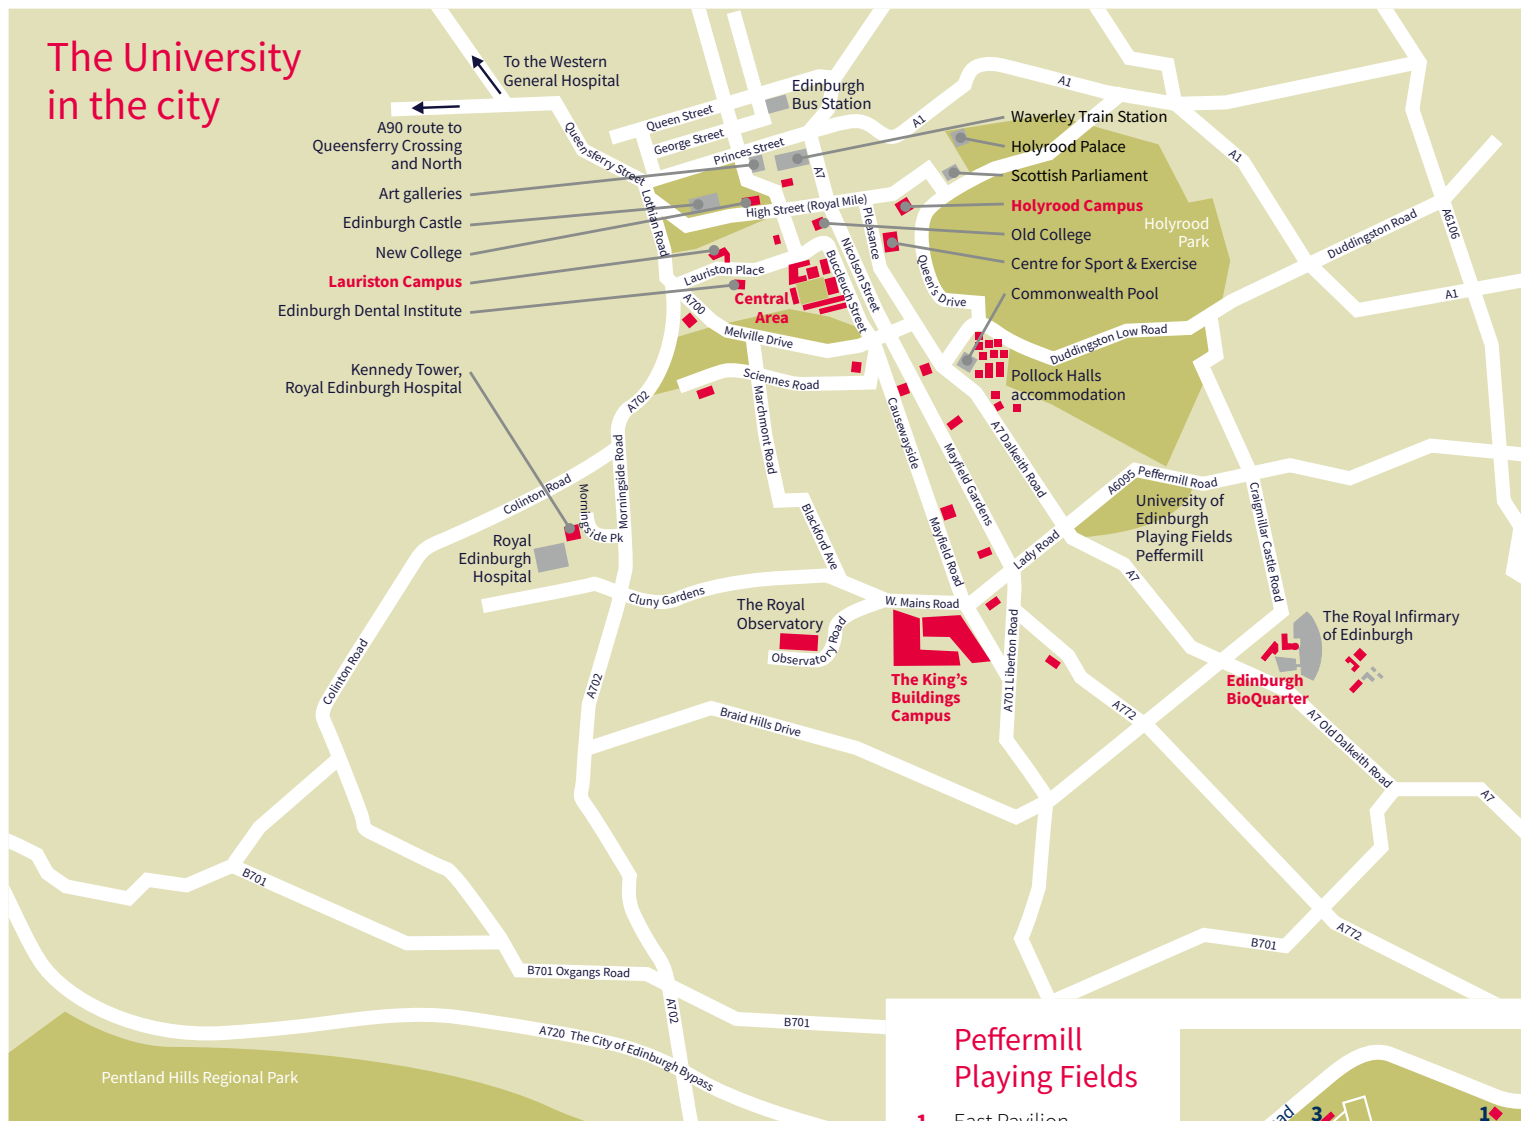 The University
in the city
To the Western
General Hospital
A90 route to
Queensferry Crossing
and North
Art galleries
Edinburgh Castle
New College
Lauriston Campus
Edinburgh Dental Institute
Kennedy Tower,
Royal Edinburgh Hospital
Edinburgh
Bus Station
Waverley Train Station
Holyrood Palace
Scottish Parliament
Holyrood Campus
Old College
Centre for Sport & Exercise
Commonwealth Pool
Holyrood
Park
Pollock Halls
accommodation
Central
Area
Queen Street
George Street
Princes Street
Queensferry Street
Lothian Road
High Street (Royal Mile)
A7
Pleasance
Nicolson Street
Buccleuch Street
Lauriston Place
A700
Melville Drive
Sciennes Road
Queen's Drive
A1
A1
A1
A1
A6106
Duddingston Road
Duddingston Low Road
A702
Marchmont Road
Causewayside
Mayfield Gardens
A7 Dalkeith Road
Colinton Road
Morningside Road
Morningside Pk
Royal
Edinburgh
Hospital
Blackford Ave
Mayfield Road
Lady Road
A6095 Peffermill Road
University of
Edinburgh
Playing Fields
Peffermill
Craigmillar Castle Road
A7
Cluny Gardens
The Royal
Observatory
Observatory Road
W. Mains Road
The King's
Buildings
Campus
A701 Liberton Road
The Royal Infirmary
of Edinburgh
Edinburgh
BioQuarter
Colinton Road
A702
Braid Hills Drive
A772
A7 Old Dalkeith Road
A7
B701
B701 Oxgangs Road
A702
B701
B701
A772
A720 The City of Edinburgh Bypass
Pentland Hills Regional Park
Peffermill
Playing Fields
1 East Pavilion
3
1